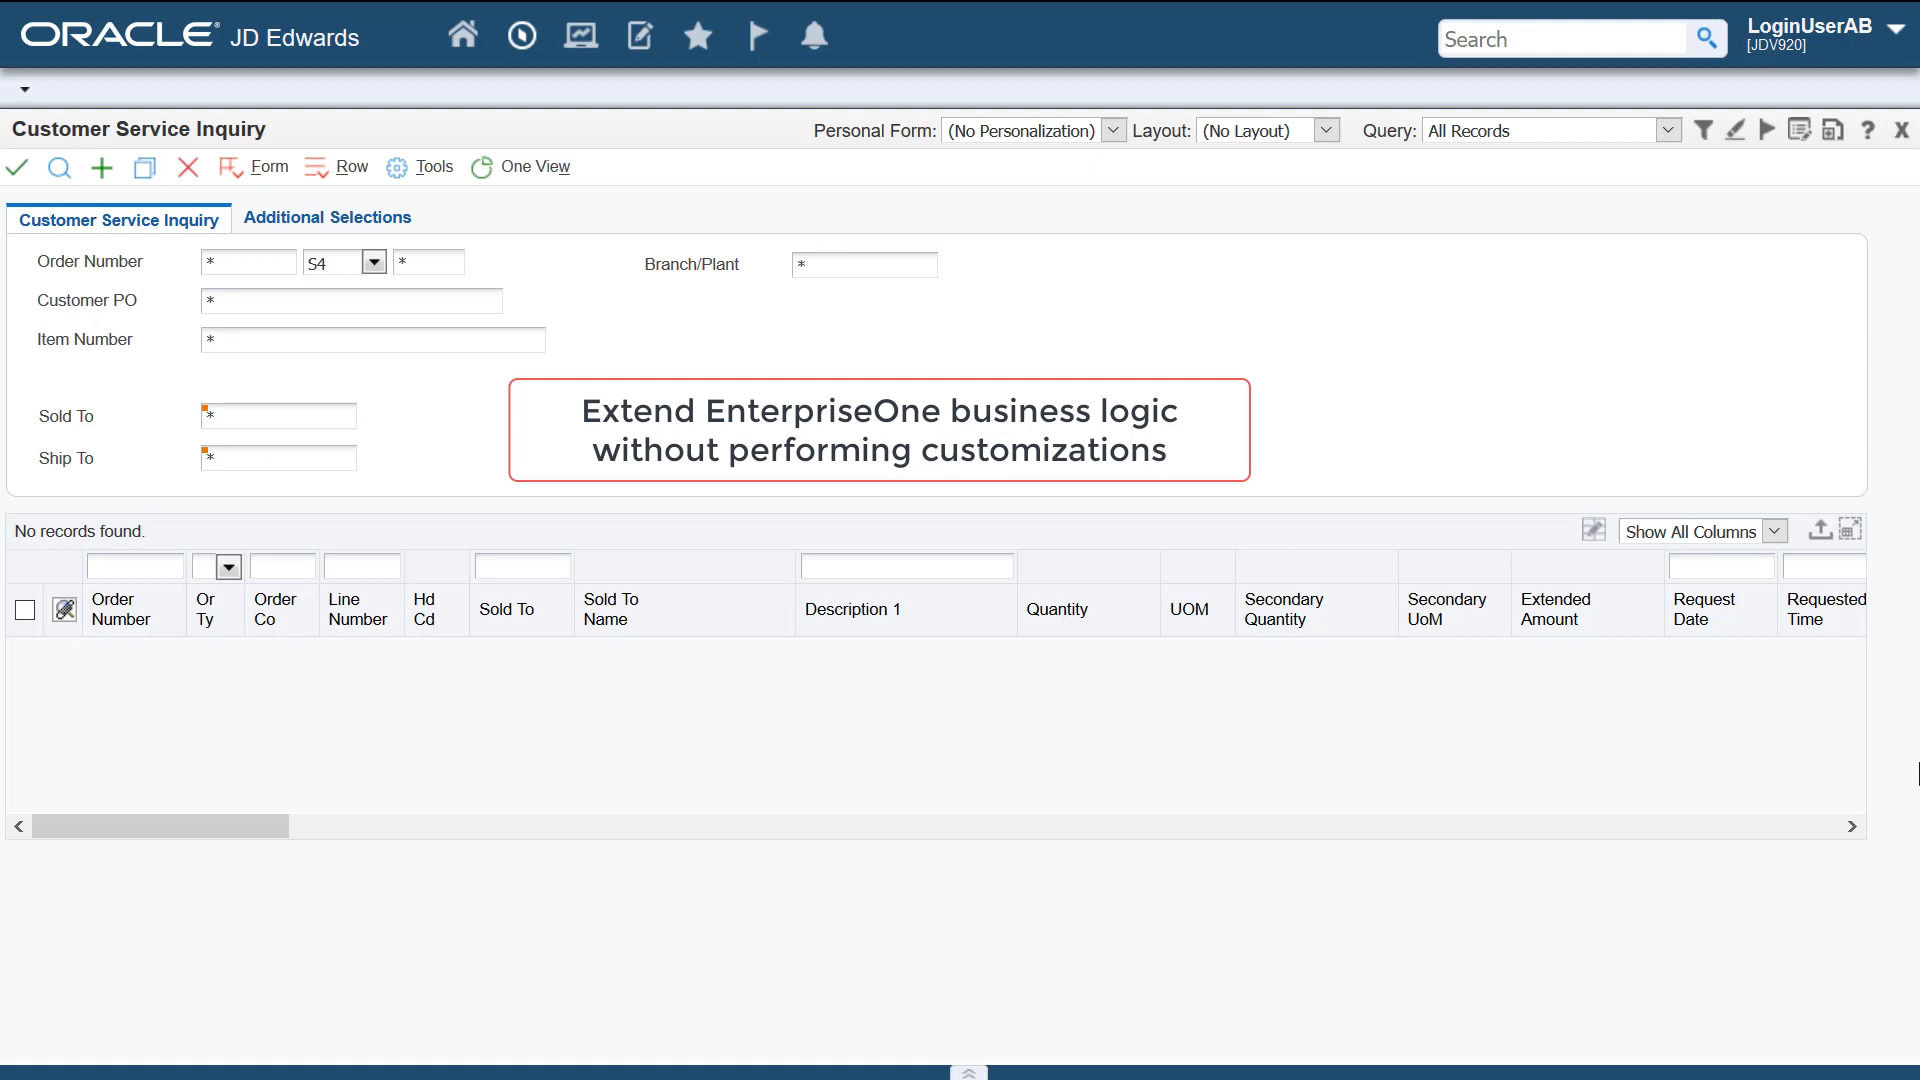 ORACLE JD Edwards
Search
LoginUserAB
[JDV920]
Customer Service Inquiry
Personal Form: (No Personalization) Layout: (No Layout) Query: All Records
? X
Form Row Tools One View
Customer Service Inquiry Additional Selections
Order Number * S4 * Branch/Plant *
Customer PO *
Item Number *
Sold To *
Ship To *
Extend EnterpriseOne business logic
without performing customizations
No records found. Show All Columns
Order Number
Or Ty
Order Co
Line Number
Hd Cd
Sold To
Sold To Name
Description 1
Quantity
UOM
Secondary Quantity
Secondary UoM
Extended Amount
Request Date
Requested Time